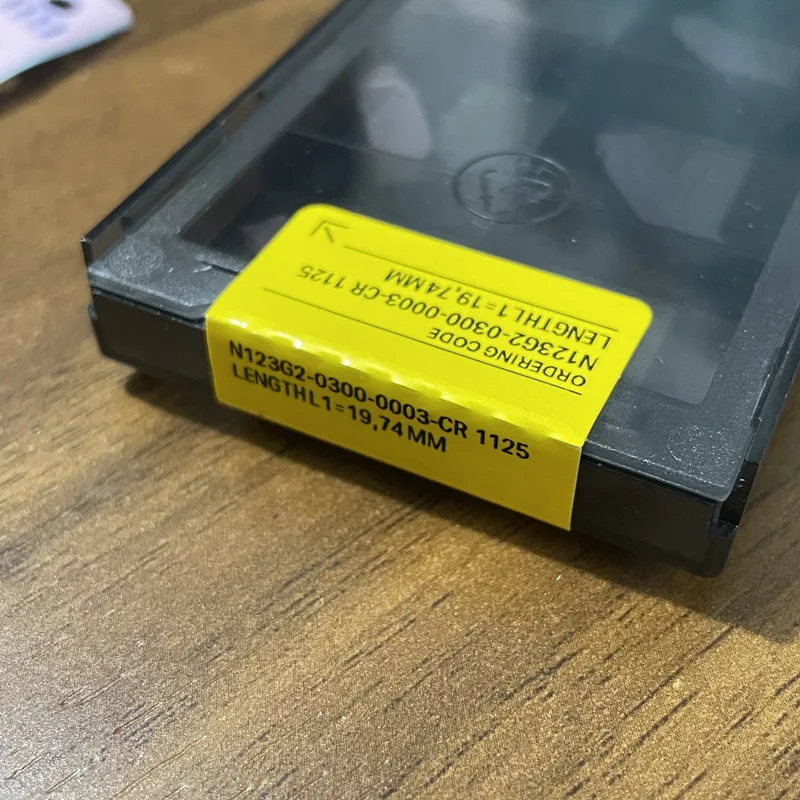 ORDERING CODE
N123G2-0300-0003-CR 1125
LENGTHL1=19,74MM
N123G2-0300-0003-CR 1125
LENGTHL1=19,74MM